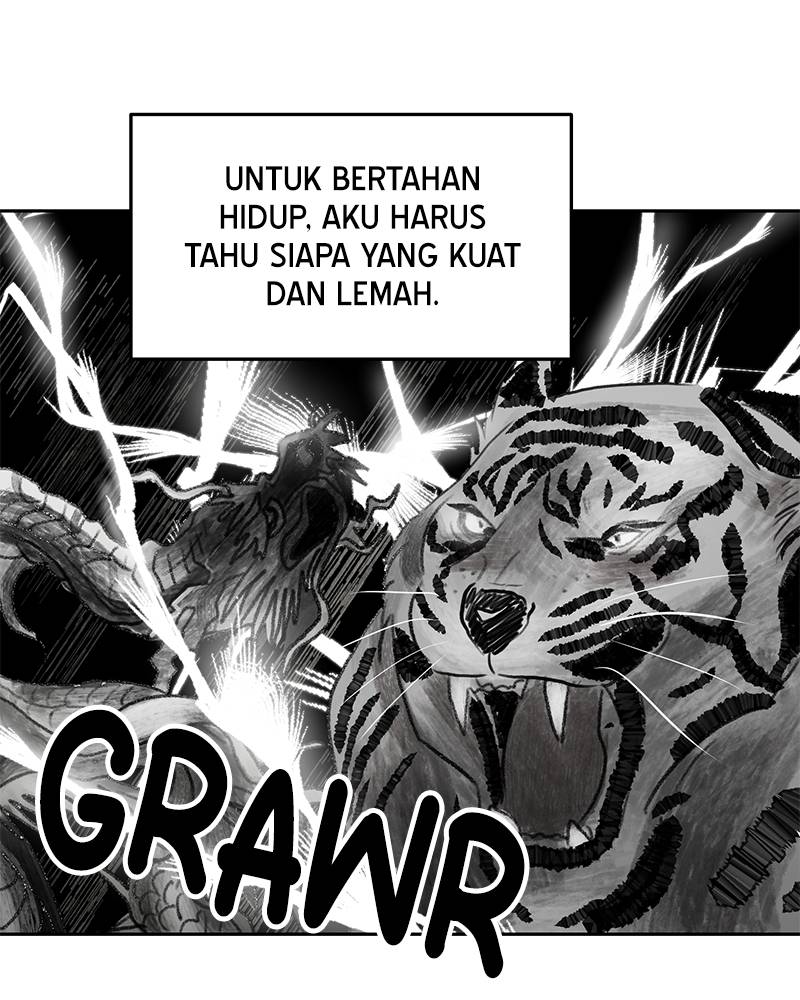 UNTUK BERTAHAN
HIDUP, AKU HARUS
TAHU SIAPA YANG KUAT
DAN LEMAH.
GRAWR